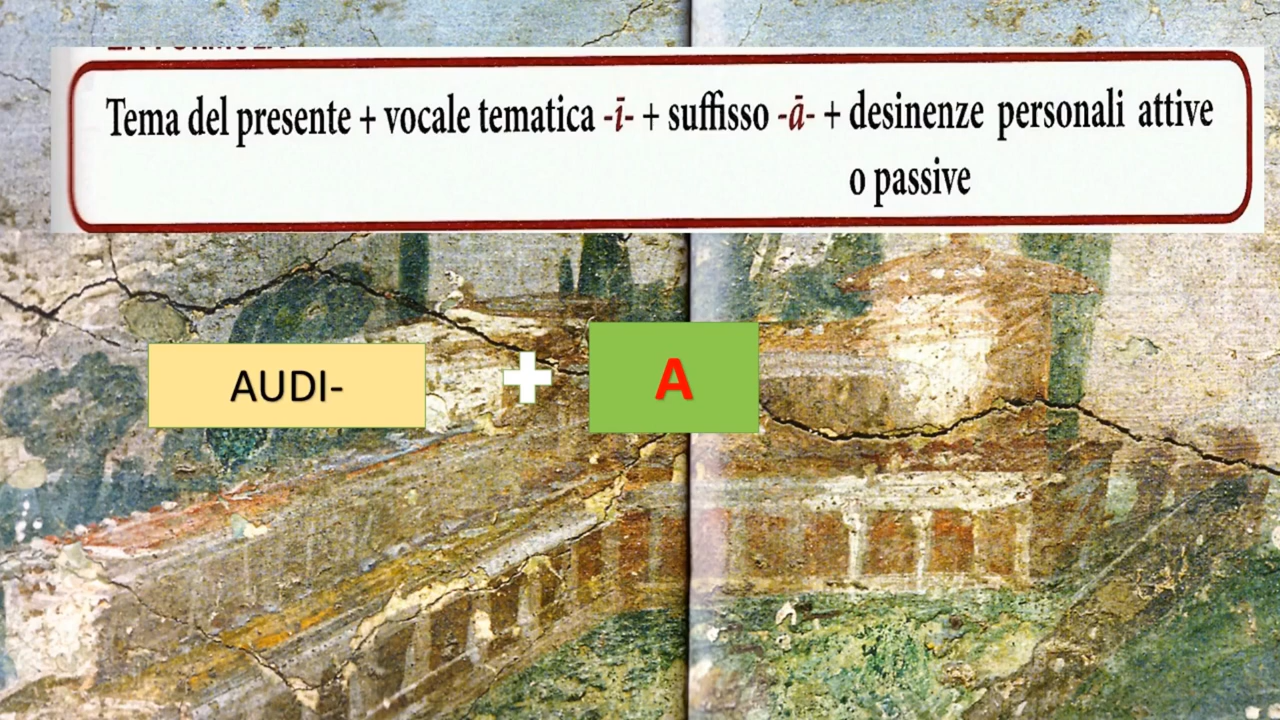 Tema del presente + vocale tematica -ī- + suffisso -ā- + desinenze personali attive
o passive
AUDI- + A